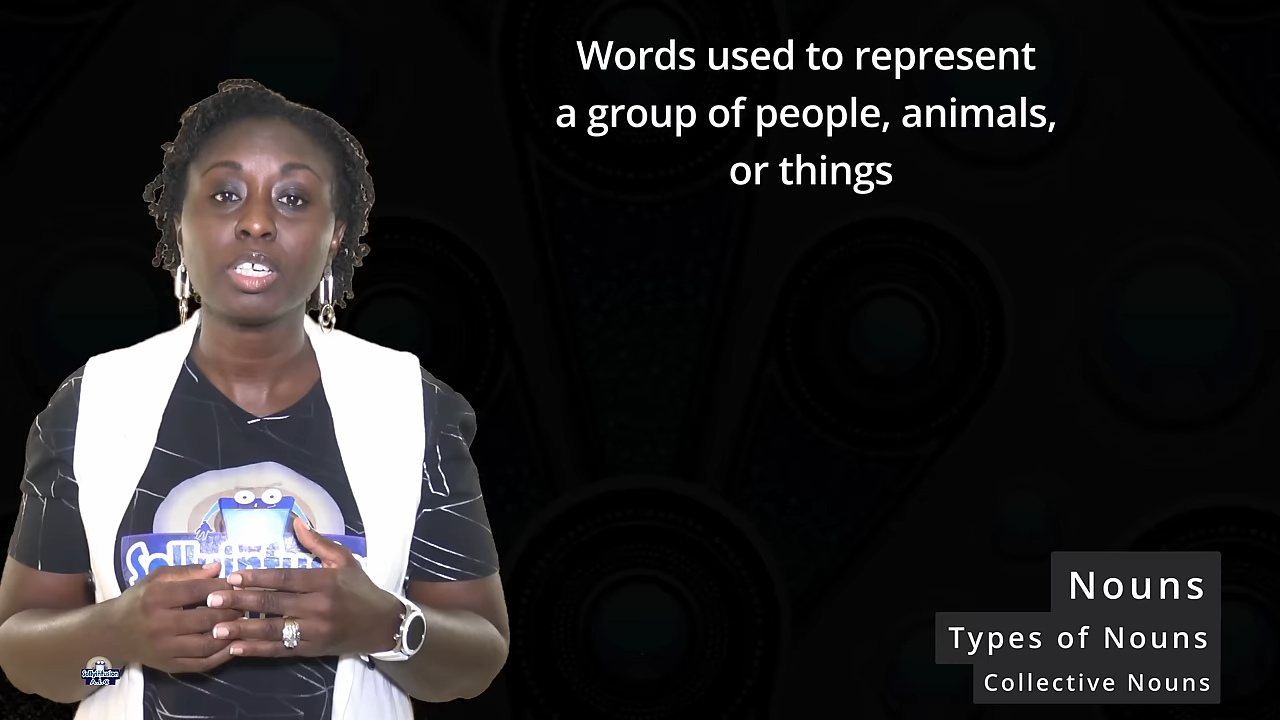 Words used to represent
a group of people, animals,
or things
Nouns
Types of Nouns
Collective Nouns